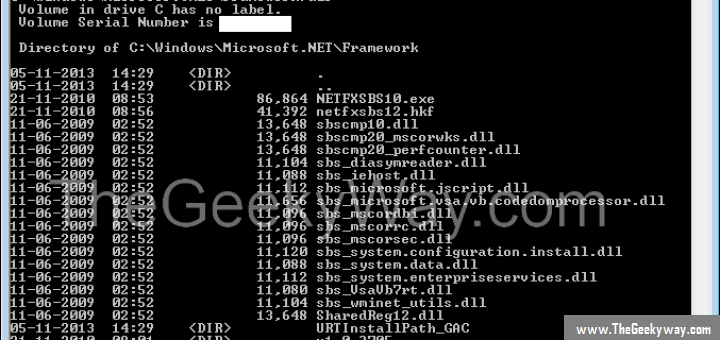 Volume in drive C has no label.
Volume Serial Number is
Directory of C:\Windows\Microsoft.NET\Framework
05-11-2013 14:29 <DIR> .
05-11-2013 14:29 <DIR> ..
21-11-2010 08:53 86,864 NETFXSBS10.exe
21-11-2010 08:56 41,392 netfxsbs12.hkf
11-06-2009 02:52 13,648 sbscmp10.dll
11-06-2009 02:52 13,648 sbscmp20_mscorwks.dll
11-06-2009 02:52 13,648 sbscmp20_perfcounter.dll
11-06-2009 02:52 11,104 sbs_diasymreader.dll
11-06-2009 02:52 11,088 sbs_iehost.dll
11-06-2009 02:52 11,112 sbs_microsoft.jscript.dll
11-06-2009 02:52 11,656 sbs_microsoft.vsa.vb.codedomprocessor.dll
11-06-2009 02:52 11,096 sbs_mscordbi.dll
11-06-2009 02:52 11,096 sbs_mscorrc.dll
11-06-2009 02:52 11,096 sbs_mscorsec.dll
11-06-2009 02:52 11,120 sbs_system.configuration.install.dll
11-06-2009 02:52 11,088 sbs_system.data.dll
11-06-2009 02:52 11,112 sbs_system.enterpriseservices.dll
11-06-2009 02:52 11,080 sbs_VsaVb7rt.dll
11-06-2009 02:52 11,104 sbs_wminet_utils.dll
11-06-2009 02:52 13,648 SharedReg12.dll
05-11-2013 14:29 <DIR> URTInstallPath_GAC
TheGeekyWay.com
www.TheGeekyway.com